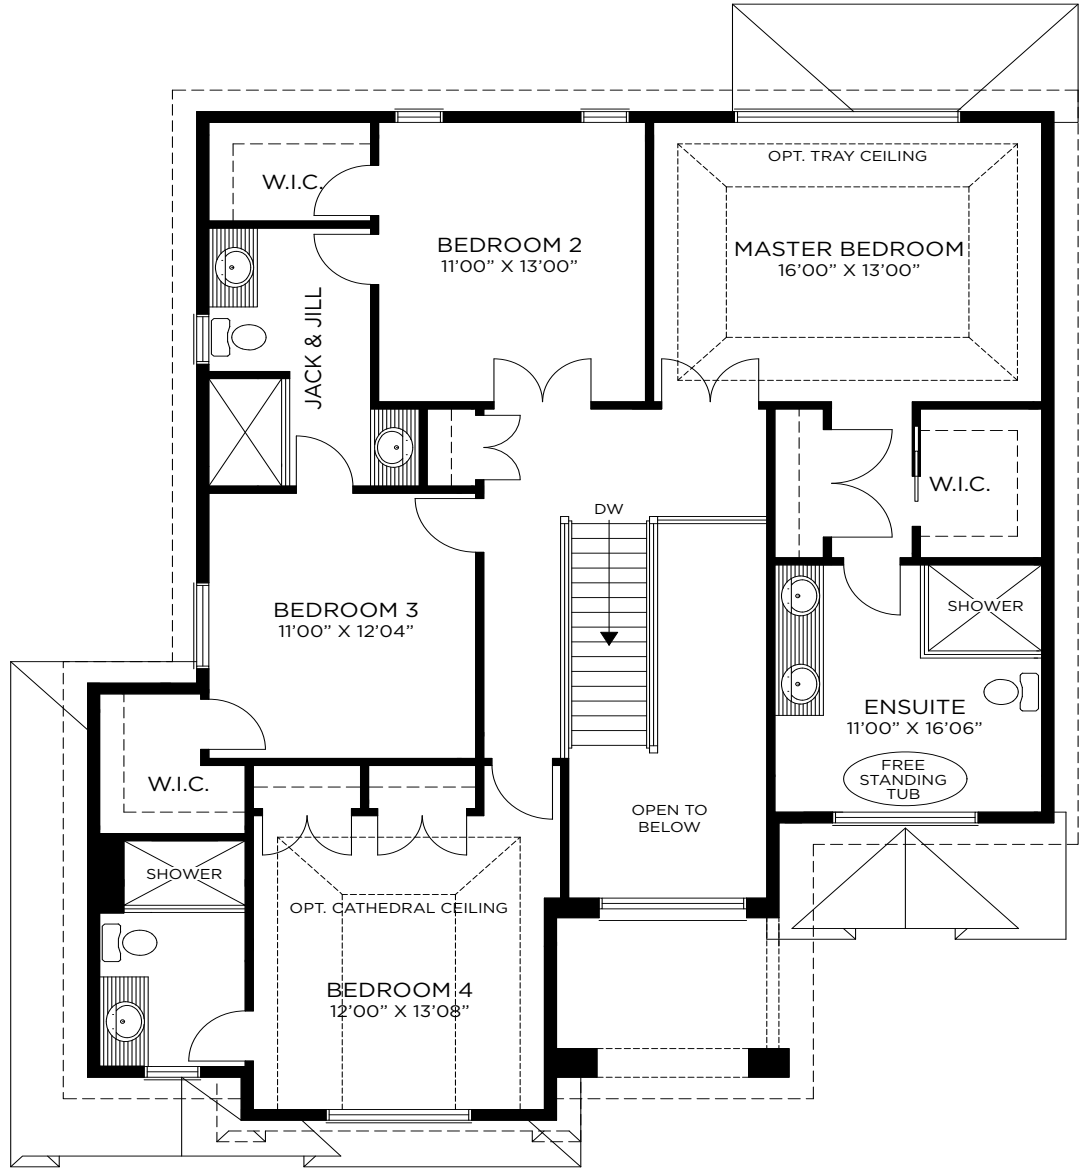 OPT. TRAY CEILING
W.I.C.
BEDROOM 2
11'00" X 13'00"
MASTER BEDROOM
16'00" X 13'00"
JACK & JILL
W.I.C.
DW
BEDROOM 3
11'00" X 12'04"
SHOWER
ENSUITE
11'00" X 16'06"
FREE
STANDING
TUB
W.I.C.
OPEN TO
BELOW
SHOWER
OPT. CATHEDRAL CEILING
BEDROOM 4
12'00" X 13'08"